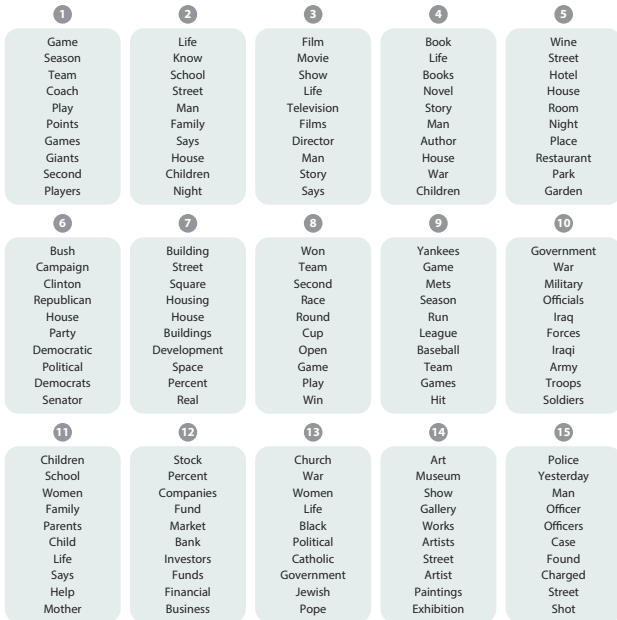 1
Game
Season
Team
Coach
Play
Points
Games
Giants
Second
Players
2
Life
Know
School
Street
Man
Family
Says
House
Children
Night
3
Film
Movie
Show
Life
Television
Films
Director
Man
Story
Says
4
Book
Life
Books
Novel
Story
Man
Author
House
War
Children
5
Wine
Street
Hotel
House
Room
Night
Place
Restaurant
Park
Garden
6
Bush
Campaign
Clinton
Republican
House
Party
Democratic
Political
Democrats
Senator
7
Building
Street
Square
Housing
House
Buildings
Development
Space
Percent
Real
8
Won
Team
Second
Race
Round
Cup
Open
Game
Play
Win
9
Yankees
Game
Mets
Season
Run
League
Baseball
Team
Games
Hit
10
Government
War
Military
Officials
Iraq
Forces
Iraqi
Army
Troops
Soldiers
11
Children
School
Women
Family
Parents
Child
Life
Says
Help
Mother
12
Stock
Percent
Companies
Fund
Market
Bank
Investors
Funds
Financial
Business
13
Church
War
Women
Life
Black
Political
Catholic
Government
Jewish
Pope
14
Art
Museum
Show
Gallery
Works
Artists
Street
Artist
Paintings
Exhibition
15
Police
Yesterday
Man
Officer
Officers
Case
Found
Charged
Street
Shot